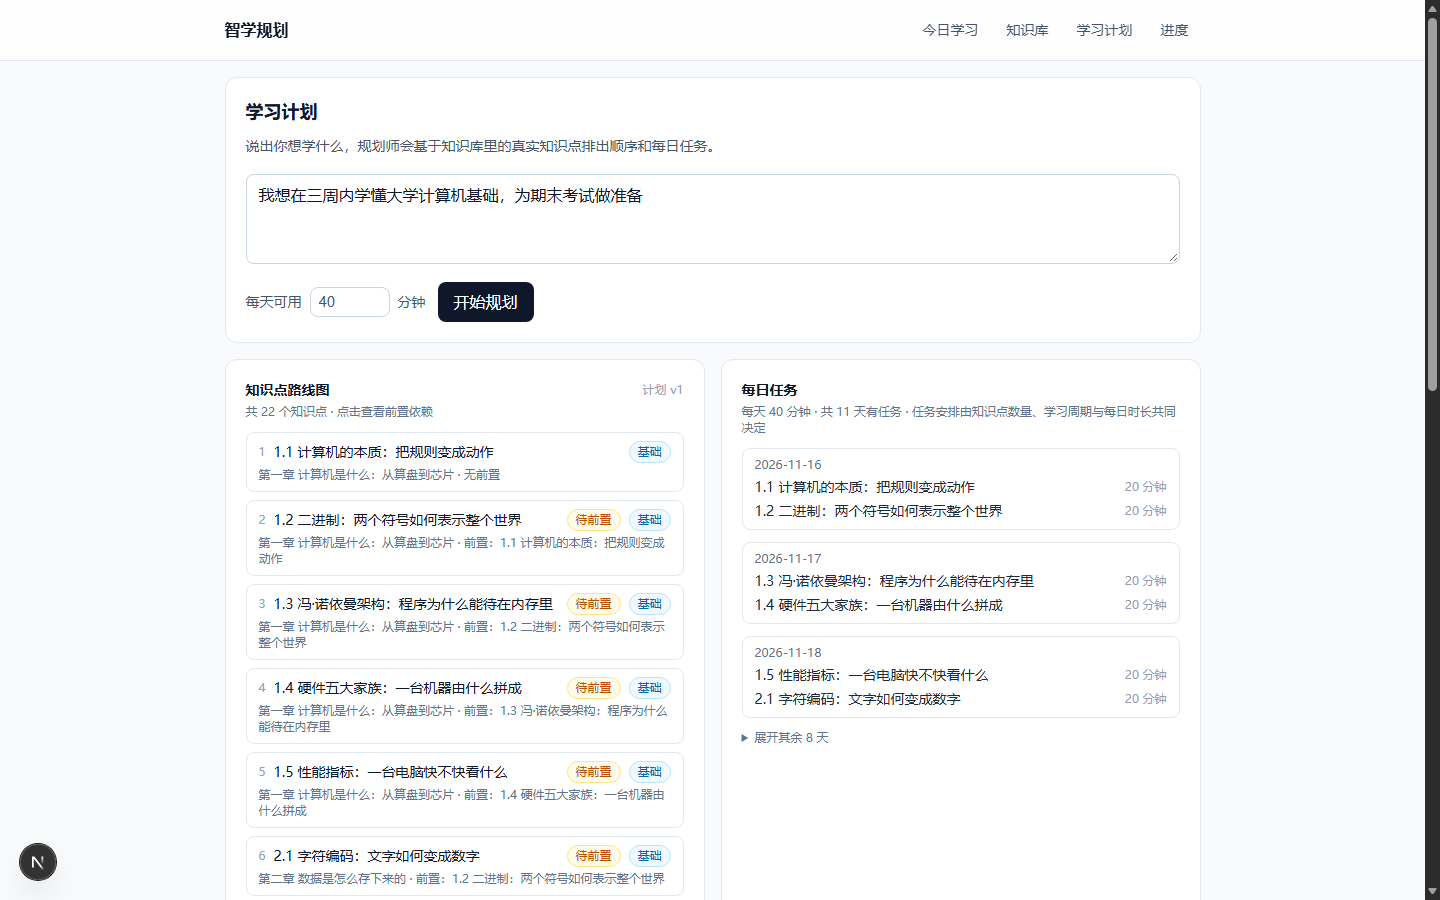 智学规划
今日学习
知识库
学习计划
进度
学习计划
说出你想学什么，规划师会基于知识库里的真实知识点排出顺序和每日任务。
我想在三周内学懂大学计算机基础，为期末考试做准备
每天可用 40 分钟 开始规划
知识点路线图 计划 v1
共 22 个知识点 · 点击查看前置依赖
1 1.1 计算机的本质：把规则变成动作 基础
第一章 计算机是什么：从算盘到芯片 · 无前置
2 1.2 二进制：两个符号如何表示整个世界 待前置 基础
第一章 计算机是什么：从算盘到芯片 · 前置：1.1 计算机的本质：把规则变成
动作
3 1.3 冯·诺依曼架构：程序为什么能待在内存里 待前置 基础
第一章 计算机是什么：从算盘到芯片 · 前置：1.2 二进制：两个符号如何表示
整个世界
4 1.4 硬件五大家族：一台机器由什么拼成 待前置 基础
第一章 计算机是什么：从算盘到芯片 · 前置：1.3 冯·诺依曼架构：程序为什么
能待在内存里
5 1.5 性能指标：一台电脑快不快看什么 待前置 基础
第一章 计算机是什么：从算盘到芯片 · 前置：1.4 硬件五大家族：一台机器由
什么拼成
6 2.1 字符编码：文字如何变成数字 待前置 基础
第二章 数据是怎么存下来的 · 前置：1.2 二进制：两个符号如何表示整个世界
每日任务
每天 40 分钟 · 共 11 天有任务 · 任务安排由知识点数量、学习周期与每日时长共同
决定
2026-11-16
1.1 计算机的本质：把规则变成动作 20 分钟
1.2 二进制：两个符号如何表示整个世界 20 分钟
2026-11-17
1.3 冯·诺依曼架构：程序为什么能待在内存里 20 分钟
1.4 硬件五大家族：一台机器由什么拼成 20 分钟
2026-11-18
1.5 性能指标：一台电脑快不快看什么 20 分钟
2.1 字符编码：文字如何变成数字 20 分钟
展开其余 8 天
N